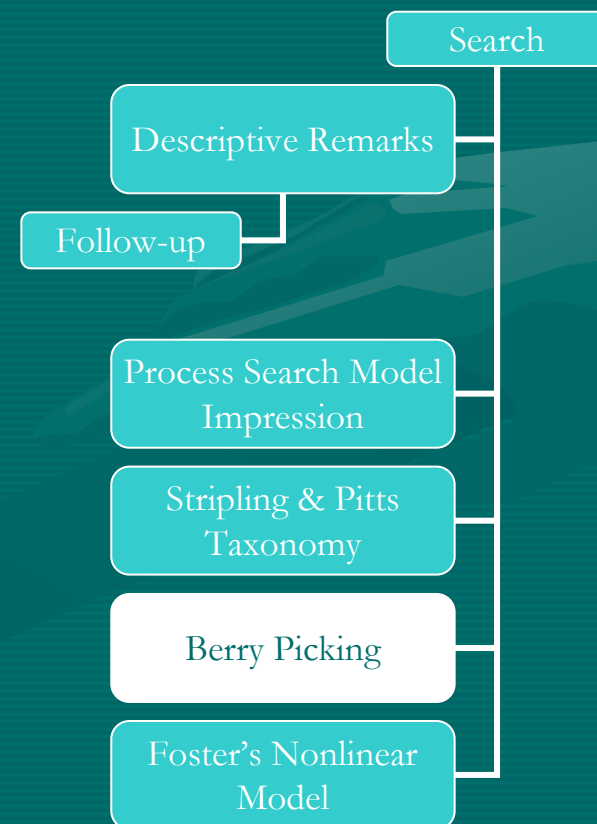 Search
Descriptive Remarks
Follow-up
Process Search Model
Impression
Stripling & Pitts
Taxonomy
Berry Picking
Foster’s Nonlinear
Model